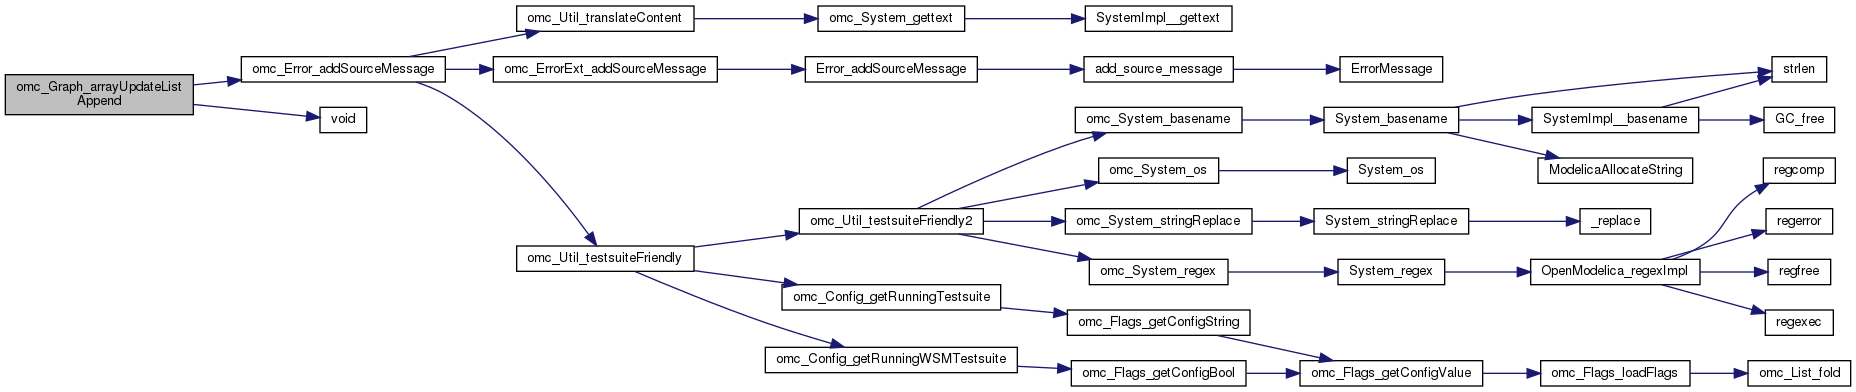 omc_Graph_arrayUpdateList
Append
omc_Error_addSourceMessage
void
omc_Util_translateContent
omc_System_gettext
SystemImpl__gettext
omc_ErrorExt_addSourceMessage
Error_addSourceMessage
add_source_message
ErrorMessage
omc_Util_testsuiteFriendly
omc_Util_testsuiteFriendly2
omc_System_basename
System_basename
strlen
SystemImpl__basename
GC_free
ModelicaAllocateString
omc_System_os
System_os
omc_System_stringReplace
System_stringReplace
_replace
omc_System_regex
System_regex
OpenModelica_regexImpl
regcomp
regerror
regfree
regexec
omc_Config_getRunningTestsuite
omc_Flags_getConfigString
omc_Config_getRunningWSMTestsuite
omc_Flags_getConfigBool
omc_Flags_getConfigValue
omc_Flags_loadFlags
omc_List_fold